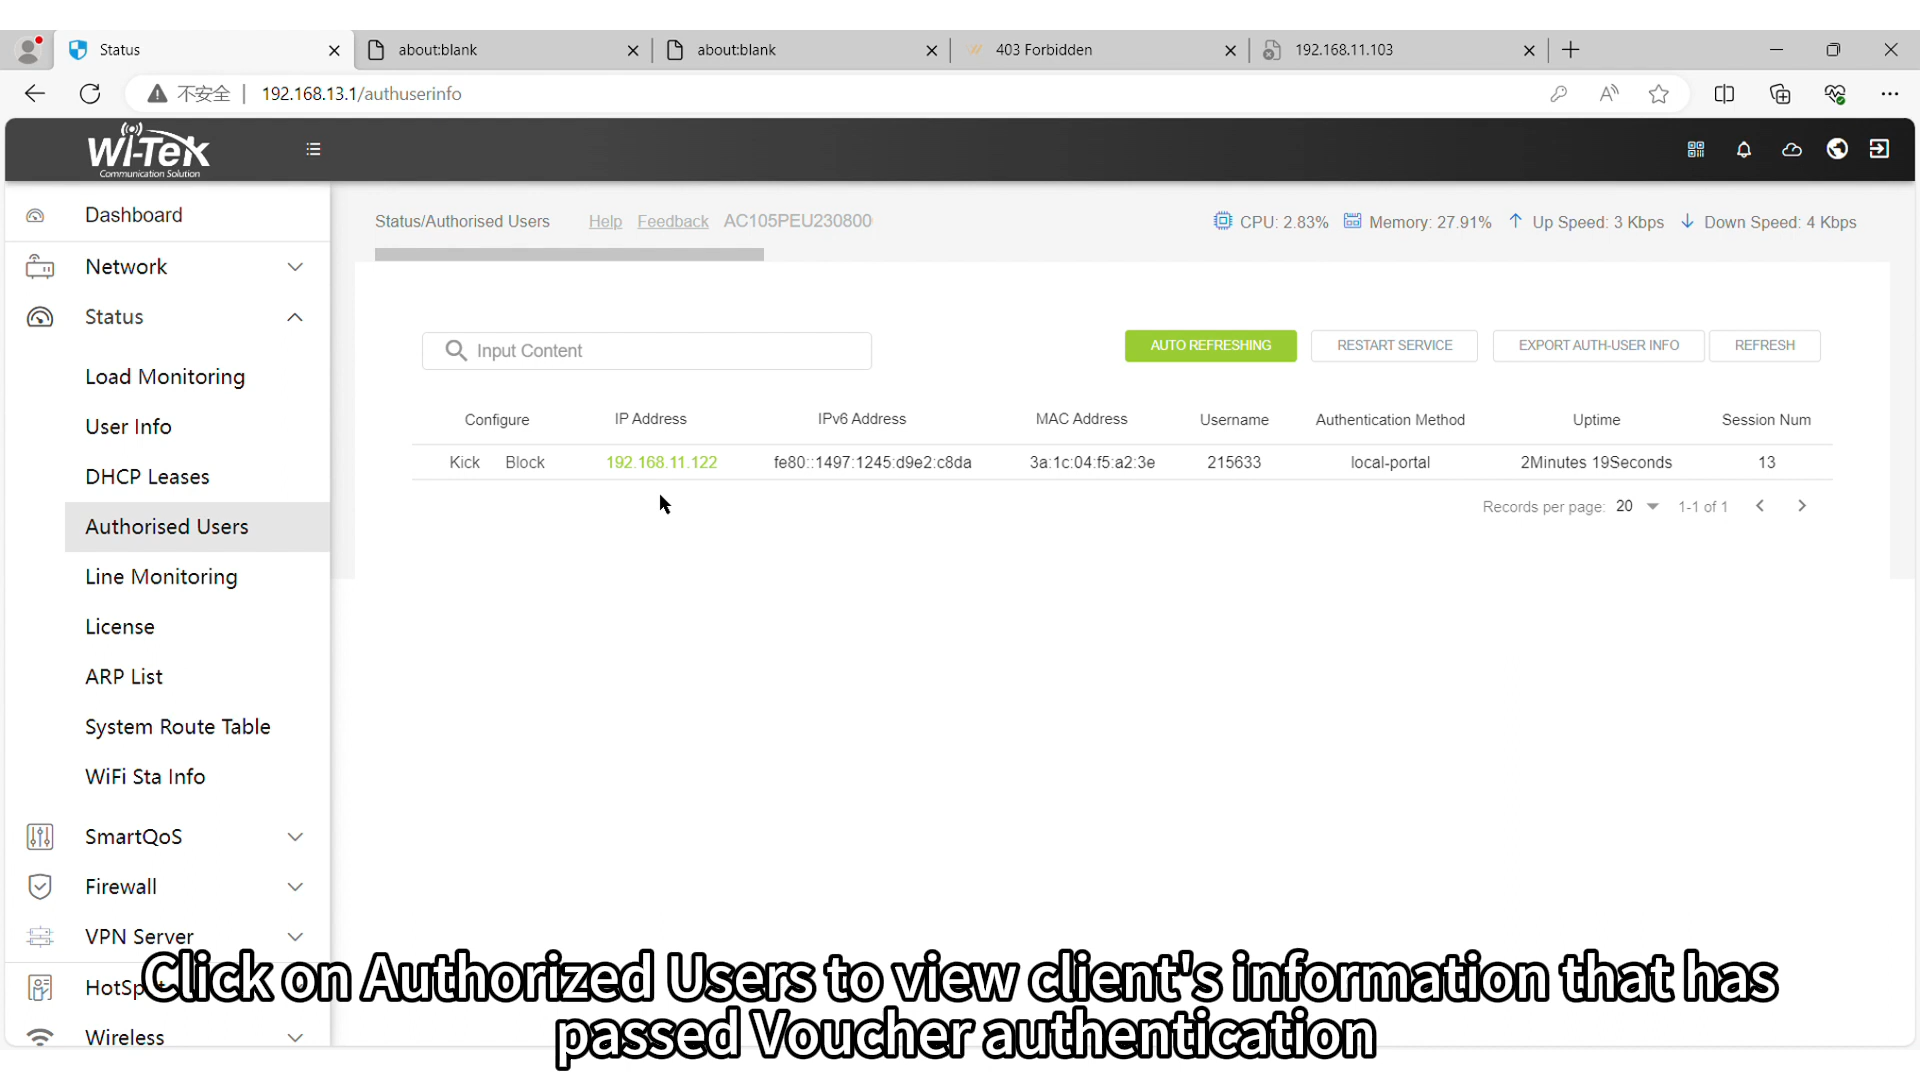 Status
about:blank
about:blank
403 Forbidden
192.168.11.103
不安全
192.168.13.1/authuserinfo
Wi-Tek
Communication Solution
Status/Authorised Users
Help
Feedback
AC105PEU230800
CPU: 2.83%
Memory: 27.91%
Up Speed: 3 Kbps
Down Speed: 4 Kbps
Dashboard
Network
Status
Load Monitoring
User Info
DHCP Leases
Authorised Users
Line Monitoring
License
ARP List
System Route Table
WiFi Sta Info
SmartQoS
Firewall
VPN Server
HotSpot
Wireless
Input Content
AUTO REFRESHING
RESTART SERVICE
EXPORT AUTH-USER INFO
REFRESH
Configure IP Address IPv6 Address MAC Address Username Authentication Method Uptime Session Num
Kick Block 192.168.11.122 fe80::1497:1245:d9e2:c8da 3a:1c:04:f5:a2:3e 215633 local-portal 2Minutes 19Seconds 13
Records per page: 20 1-1 of 1
Click on Authorized Users to view client's information that has
passed Voucher authentication